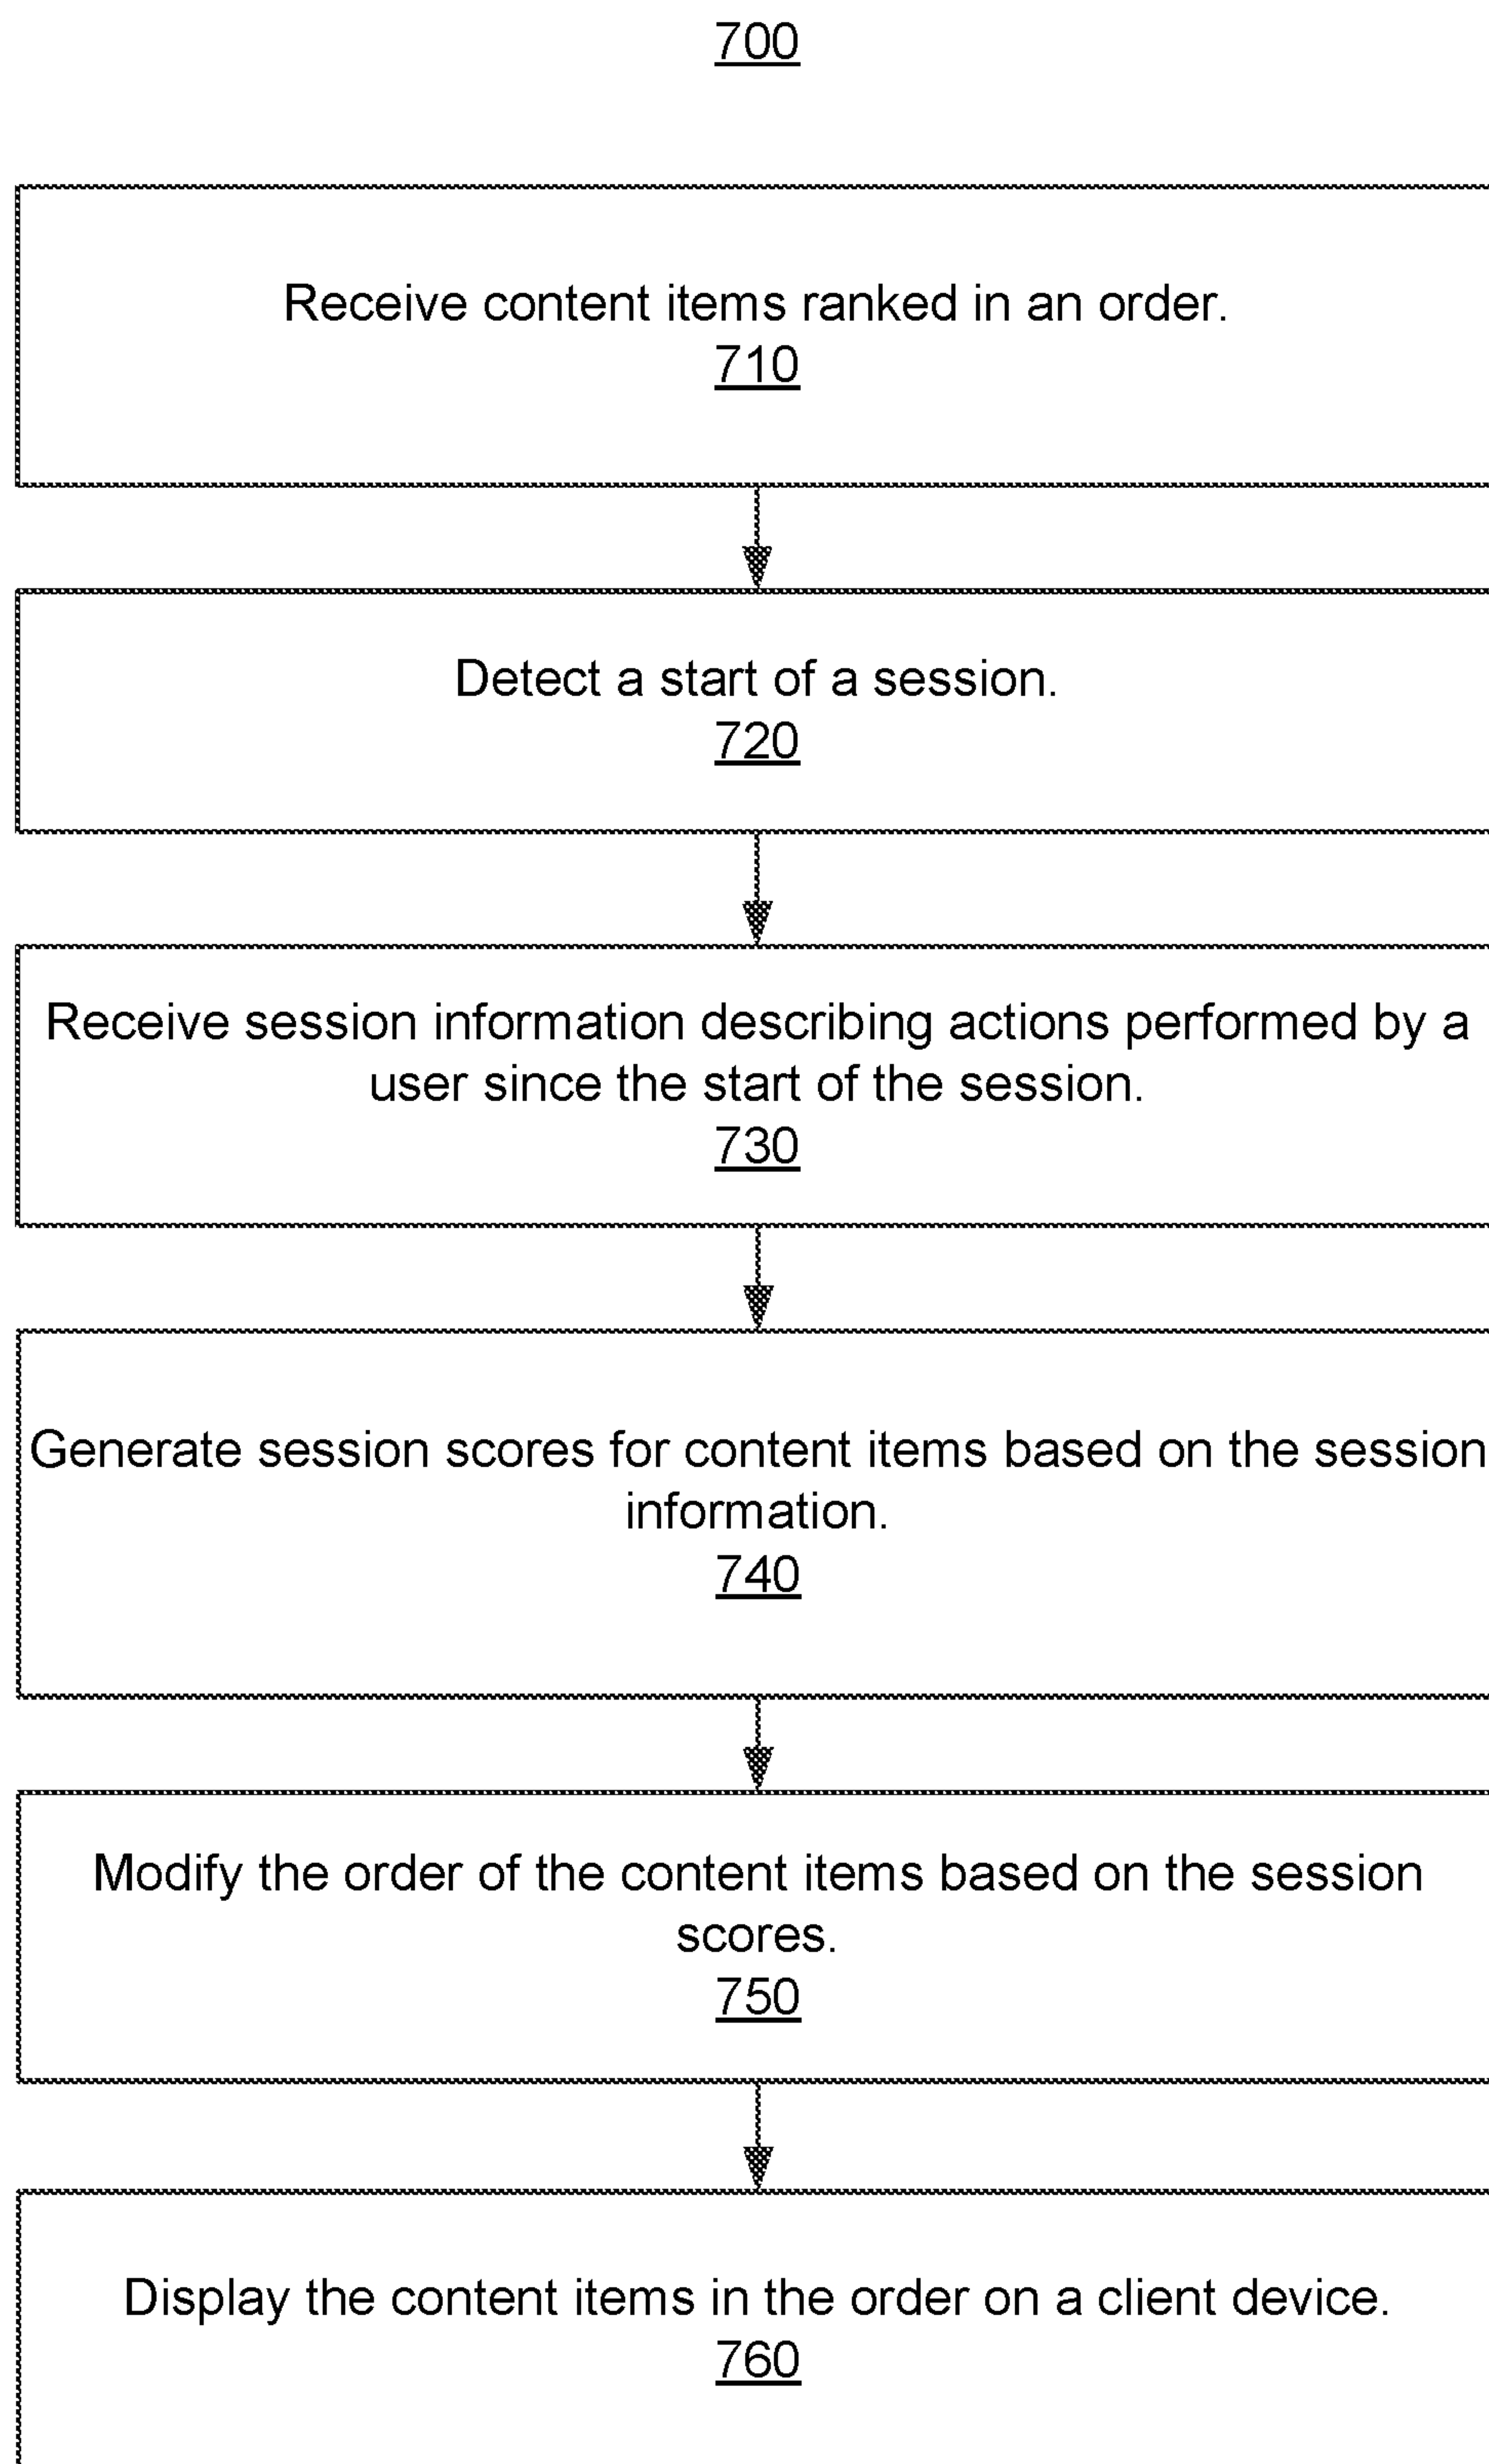 700
Receive content items ranked in an order.
710
Detect a start of a session.
720
Receive session information describing actions performed by a
user since the start of the session.
730
Generate session scores for content items based on the session
information.
740
Modify the order of the content items based on the session
scores.
750
Display the content items in the order on a client device.
760